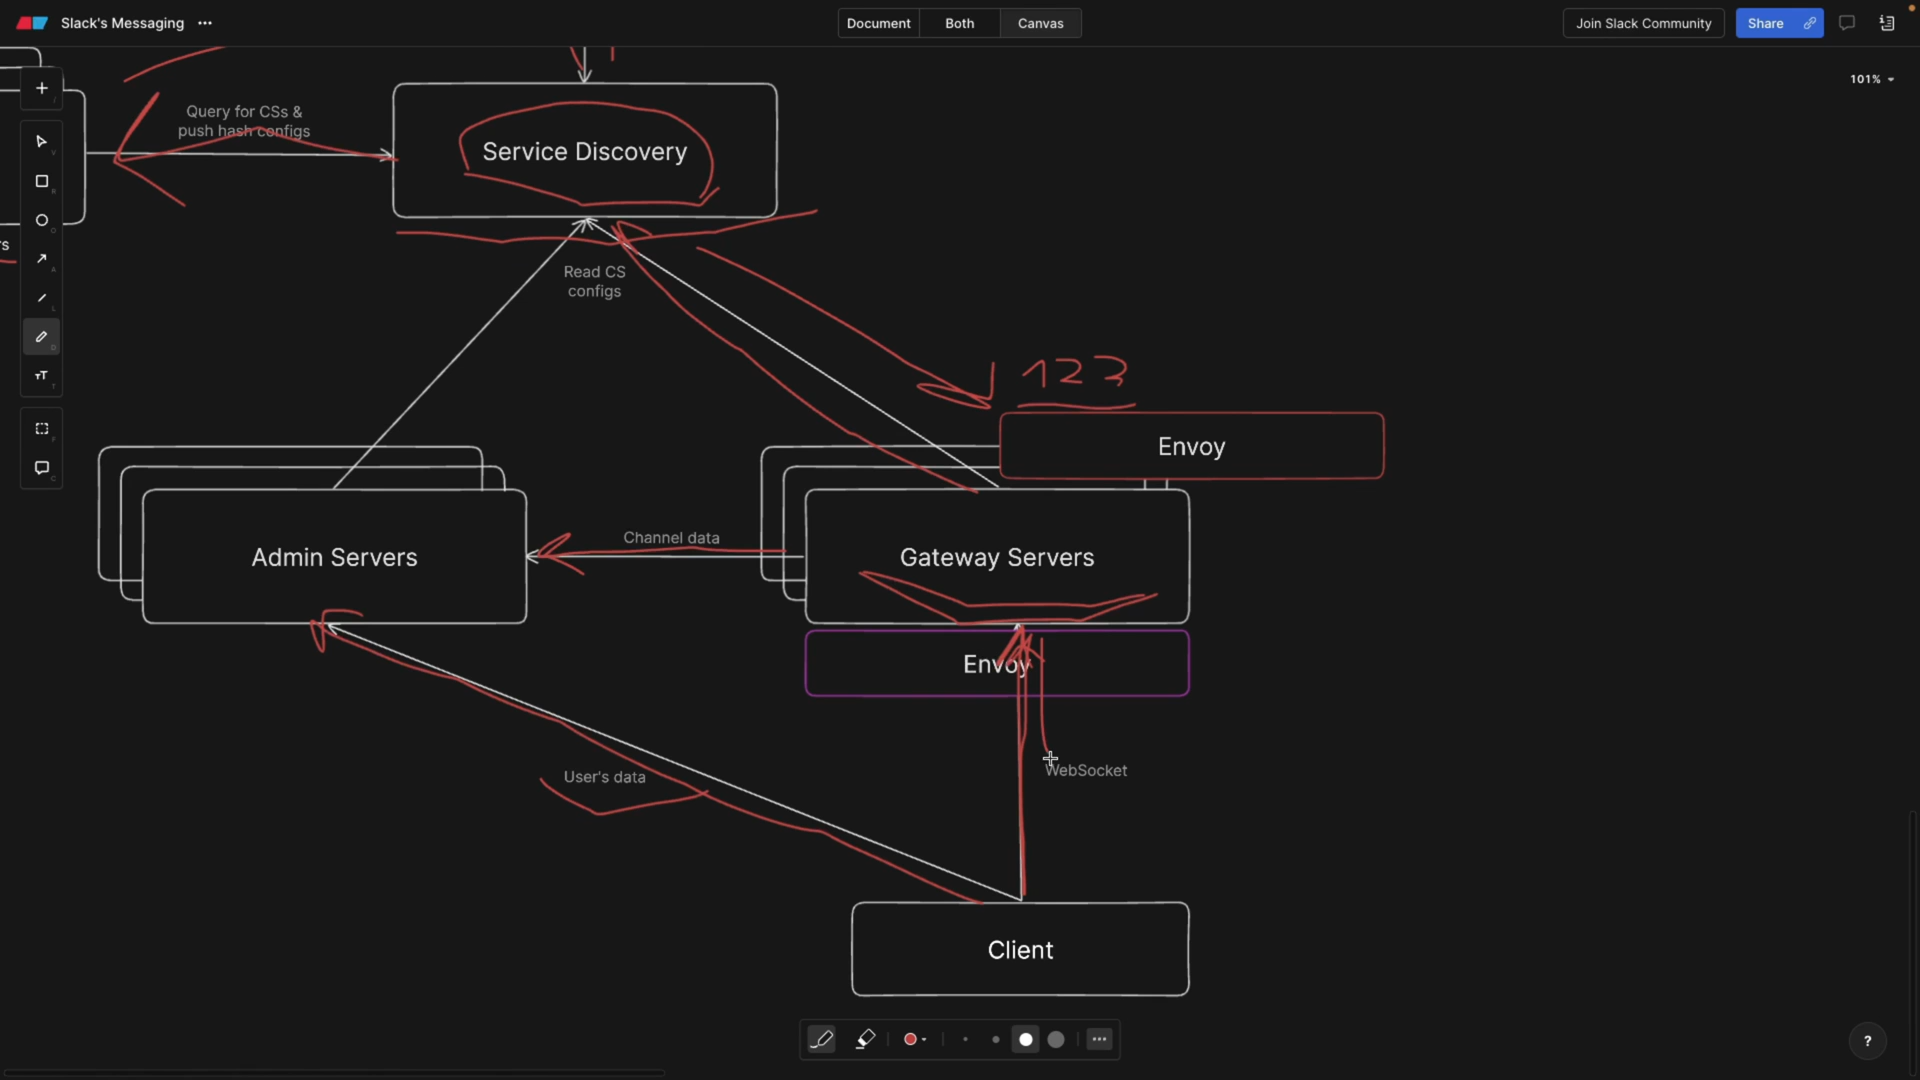 Slack's Messaging
Document
Both
Canvas
Join Slack Community
Share
101%
Query for CSs &
push hash configs
Service Discovery
rs
Read CS
configs
123
Envoy
Admin Servers
Channel data
Gateway Servers
Envoy
User's data
WebSocket
Client
?